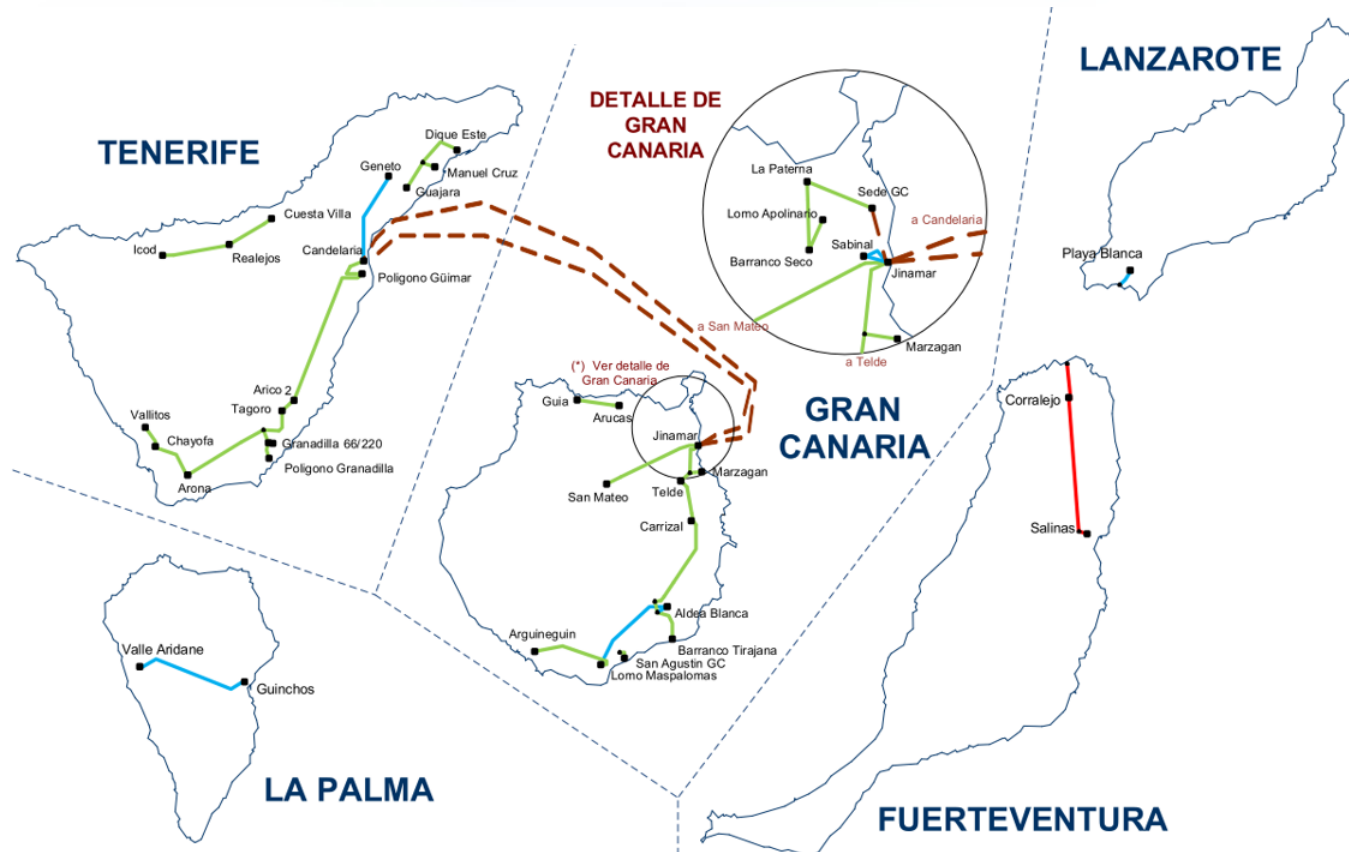 LANZAROTE
DETALLE DE
GRAN
CANARIA
TENERIFE
Dique Este
Geneto
Manuel Cruz
Guajara
La Paterna
Sede GC
Cuesta Villa
Lomo Apolinario
a Candelaria
Icod
Realejos
Candelaria
Sabinal
Playa Blanca
Barranco Seco
Jinamar
Poligono Güimar
a San Mateo
Marzagan
a Telde
(*) Ver detalle de
Gran Canaria
Arico 2
Guia
Arucas
Corralejo
Vallitos
Tagoro
GRAN
CANARIA
Chayofa
Granadilla 66/220
Jinamar
Poligono Granadilla
Marzagan
Arona
San Mateo
Telde
Carrizal
Salinas
Aldea Blanca
Arguineguin
Barranco Tirajana
Valle Aridane
San Agustin GC
Lomo Maspalomas
Guinchos
LA PALMA
FUERTEVENTURA